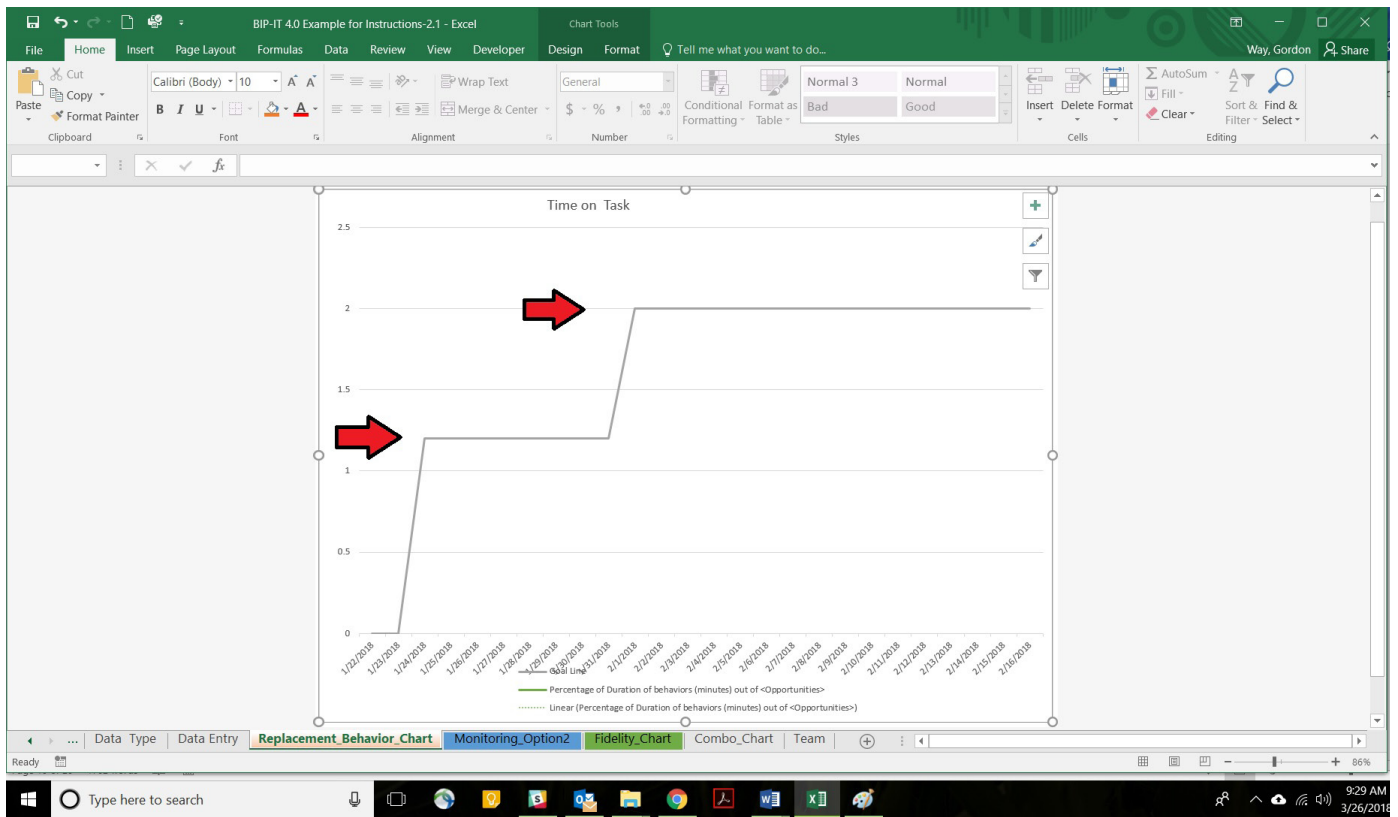 BIP-IT 4.0 Example for Instructions-2.1 - Excel
Chart Tools
File Home Insert Page Layout Formulas Data Review View Developer Design Format Tell me what you want to do... Way, Gordon Share
Cut
Copy
Format Painter
Paste
Clipboard
Calibri (Body) 10 A A
B I U A
Font
Wrap Text
Merge & Center
Alignment
General
$ % , .0 .00 .00 .0
Number
Conditional Formatting
Format as Table
Normal 3 Normal
Bad Good
Styles
Insert Delete Format
Cells
AutoSum
Fill
Clear
Sort & Filter
Find & Select
Editing
fx
Time on Task
2.5
2
1.5
1
0.5
0
1/22/2018 1/23/2018 1/24/2018 1/25/2018 1/26/2018 1/27/2018 1/28/2018 1/29/2018 1/30/2018 1/31/2018 2/1/2018 2/2/2018 2/3/2018 2/4/2018 2/5/2018 2/6/2018 2/7/2018 2/8/2018 2/9/2018 2/10/2018 2/11/2018 2/12/2018 2/13/2018 2/14/2018 2/15/2018 2/16/2018
Goal Line
Percentage of Duration of behaviors (minutes) out of <Opportunities>
Linear (Percentage of Duration of behaviors (minutes) out of <Opportunities>)
... Data Type Data Entry Replacement_Behavior_Chart Monitoring_Option2 Fidelity_Chart Combo_Chart Team
Ready 86%
Type here to search
9:29 AM
3/26/2018